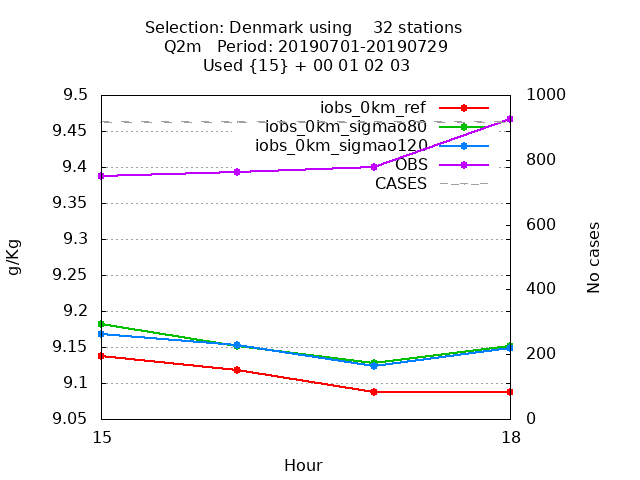 Selection: Denmark using    32 stations
Q2m   Period: 20190701-20190729
Used {15} + 00 01 02 03
9.5
9.45
9.4
9.35
9.3
9.25
9.2
9.15
9.1
9.05
g/Kg
iobs_0km_ref
iobs_0km_sigmao80
iobs_0km_sigmao120
OBS
CASES
1000
800
600
400
200
0
No cases
15
18
Hour